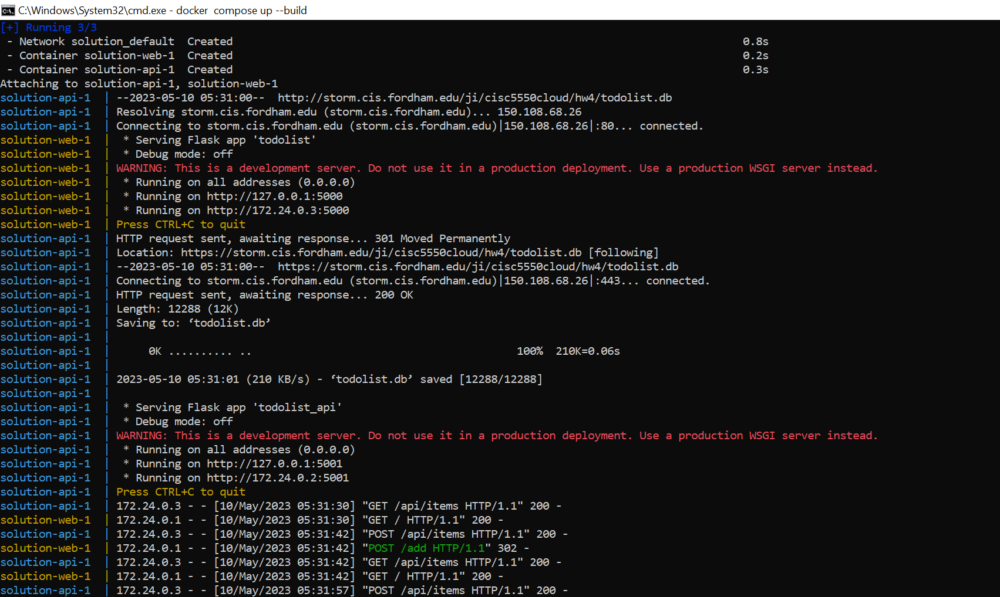 C:\Windows\System32\cmd.exe - docker  compose up --build
[+] Running 3/3
 - Network solution_default  Created 0.8s
 - Container solution-web-1  Created 0.2s
 - Container solution-api-1  Created 0.3s
Attaching to solution-api-1, solution-web-1
solution-api-1  | --2023-05-10 05:31:00--  http://storm.cis.fordham.edu/ji/cisc5550cloud/hw4/todolist.db
solution-api-1  | Resolving storm.cis.fordham.edu (storm.cis.fordham.edu)... 150.108.68.26
solution-api-1  | Connecting to storm.cis.fordham.edu (storm.cis.fordham.edu)|150.108.68.26|:80... connected.
solution-web-1  |  * Serving Flask app 'todolist'
solution-web-1  |  * Debug mode: off
solution-web-1  | WARNING: This is a development server. Do not use it in a production deployment. Use a production WSGI server instead.
solution-web-1  |  * Running on all addresses (0.0.0.0)
solution-web-1  |  * Running on http://127.0.0.1:5000
solution-web-1  |  * Running on http://172.24.0.3:5000
solution-web-1  | Press CTRL+C to quit
solution-api-1  | HTTP request sent, awaiting response... 301 Moved Permanently
solution-api-1  | Location: https://storm.cis.fordham.edu/ji/cisc5550cloud/hw4/todolist.db [following]
solution-api-1  | --2023-05-10 05:31:00--  https://storm.cis.fordham.edu/ji/cisc5550cloud/hw4/todolist.db
solution-api-1  | Connecting to storm.cis.fordham.edu (storm.cis.fordham.edu)|150.108.68.26|:443... connected.
solution-api-1  | HTTP request sent, awaiting response... 200 OK
solution-api-1  | Length: 12288 (12K)
solution-api-1  | Saving to: ‘todolist.db’
solution-api-1  |
solution-api-1  |      0K .......... .. 100%  210K=0.06s
solution-api-1  |
solution-api-1  | 2023-05-10 05:31:01 (210 KB/s) - ‘todolist.db’ saved [12288/12288]
solution-api-1  |
solution-api-1  |  * Serving Flask app 'todolist_api'
solution-api-1  |  * Debug mode: off
solution-api-1  | WARNING: This is a development server. Do not use it in a production deployment. Use a production WSGI server instead.
solution-api-1  |  * Running on all addresses (0.0.0.0)
solution-api-1  |  * Running on http://127.0.0.1:5001
solution-api-1  |  * Running on http://172.24.0.2:5001
solution-api-1  | Press CTRL+C to quit
solution-api-1  | 172.24.0.3 - - [10/May/2023 05:31:30] "GET /api/items HTTP/1.1" 200 -
solution-web-1  | 172.24.0.1 - - [10/May/2023 05:31:30] "GET / HTTP/1.1" 200 -
solution-api-1  | 172.24.0.3 - - [10/May/2023 05:31:42] "POST /api/items HTTP/1.1" 200 -
solution-web-1  | 172.24.0.1 - - [10/May/2023 05:31:42] "POST /add HTTP/1.1" 302 -
solution-api-1  | 172.24.0.3 - - [10/May/2023 05:31:42] "GET /api/items HTTP/1.1" 200 -
solution-web-1  | 172.24.0.1 - - [10/May/2023 05:31:42] "GET / HTTP/1.1" 200 -
solution-api-1  | 172.24.0.3 - - [10/May/2023 05:31:57] "POST /api/items HTTP/1.1" 200 -